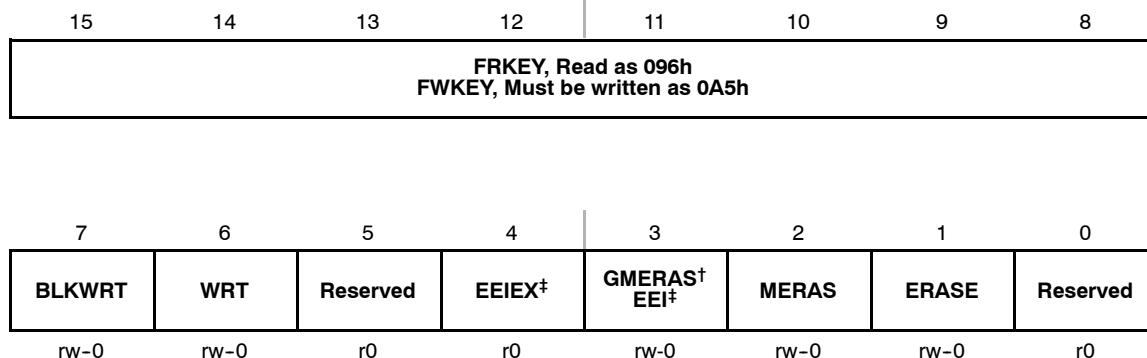 15 14 13 12 11 10 9 8
FRKEY, Read as 096h
FWKEY, Must be written as 0A5h
7 6 5 4 3 2 1 0
BLKWRT WRT Reserved EEIEX‡ GMERAS† MERAS ERASE Reserved
EEI‡
rw-0 rw-0 r0 r0 rw-0 rw-0 rw-0 r0